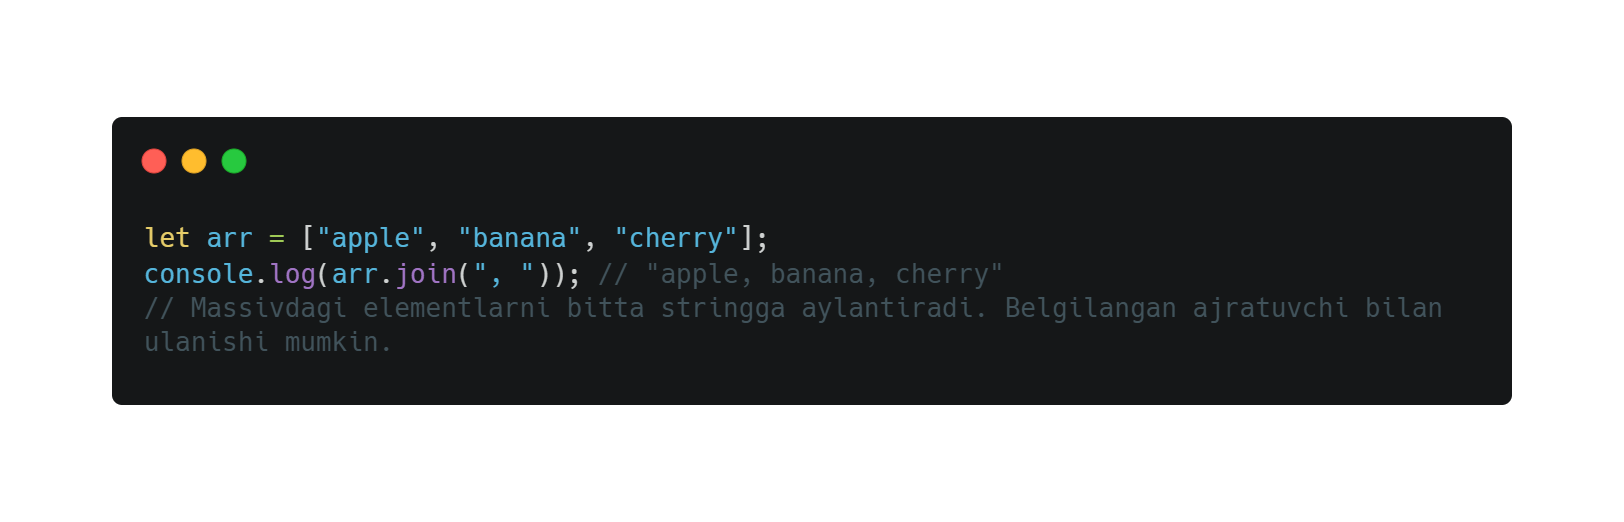 let arr = ["apple", "banana", "cherry"];
console.log(arr.join(", ")); // "apple, banana, cherry"
// Massivdagi elementlarni bitta stringga aylantiradi. Belgilangan ajratuvchi bilan
ulanishi mumkin.